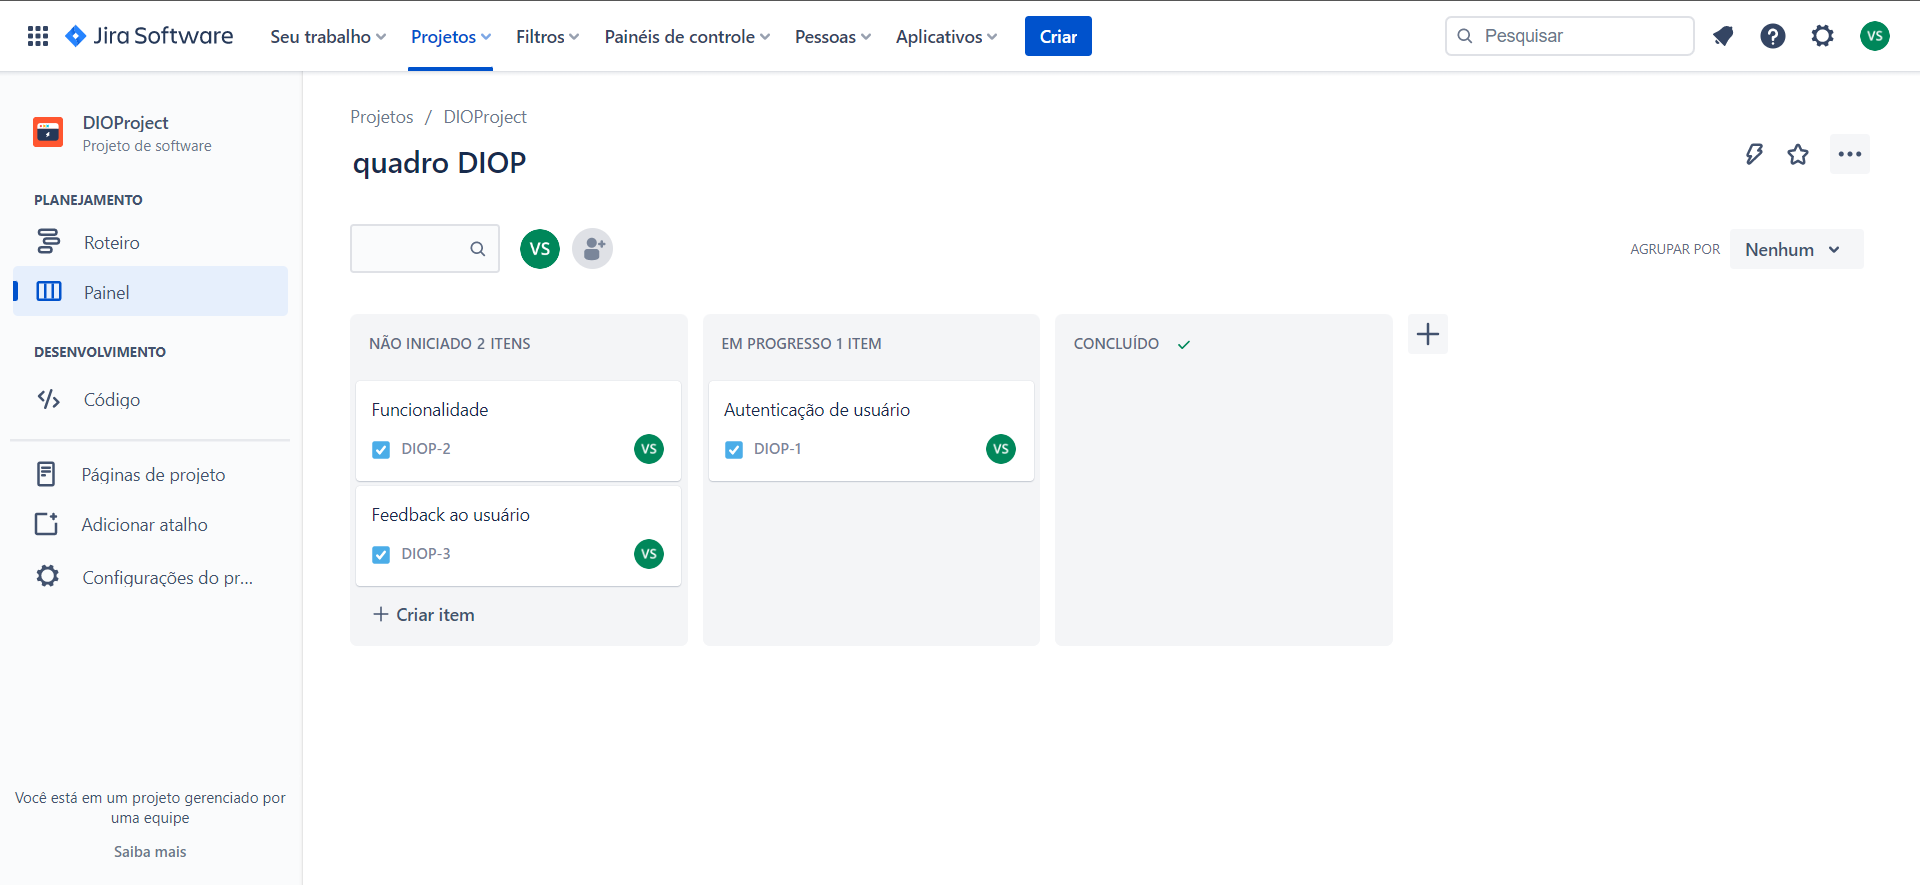 Jira Software
Seu trabalho
Projetos
Filtros
Painéis de controle
Pessoas
Aplicativos
Criar
Pesquisar
VS
DIOProject
Projeto de software
PLANEJAMENTO
Roteiro
Painel
DESENVOLVIMENTO
Código
Páginas de projeto
Adicionar atalho
Configurações do pr...
Você está em um projeto gerenciado por
uma equipe
Saiba mais
Projetos / DIOProject
quadro DIOP
VS
AGRUPAR POR
Nenhum
NÃO INICIADO 2 ITENS
Funcionalidade
DIOP-2
VS
Feedback ao usuário
DIOP-3
VS
+ Criar item
EM PROGRESSO 1 ITEM
Autenticação de usuário
DIOP-1
VS
CONCLUÍDO